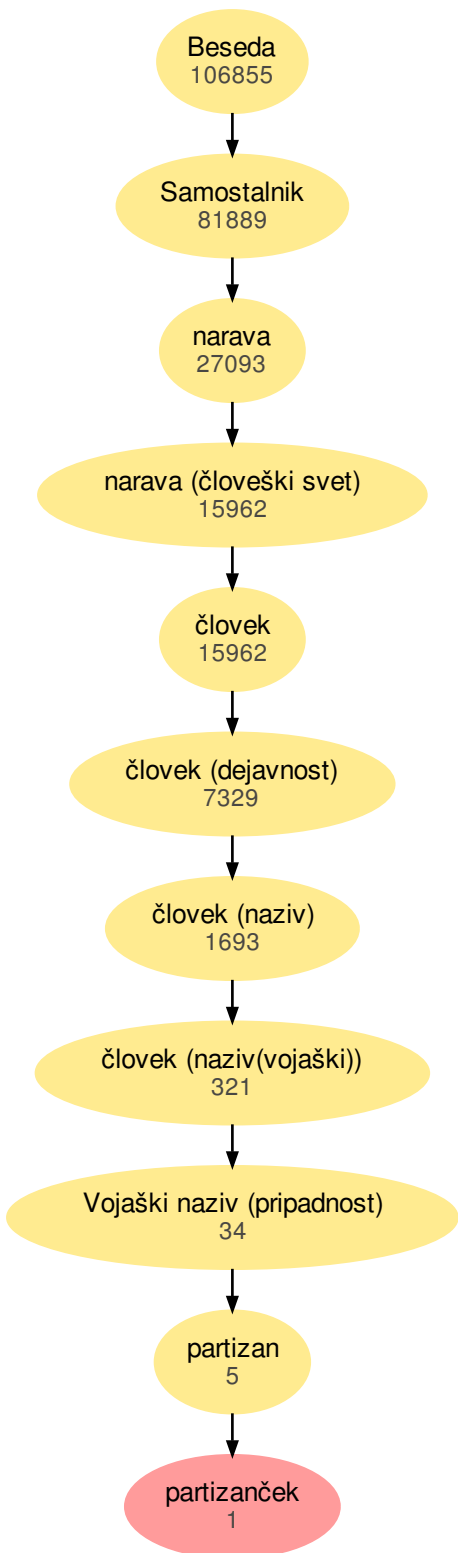 Beseda
106855
Samostalnik
81889
narava
27093
narava (človeški svet)
15962
človek
15962
človek (dejavnost)
7329
človek (naziv)
1693
človek (naziv(vojaški))
321
Vojaški naziv (pripadnost)
34
partizan
5
partizanček
1